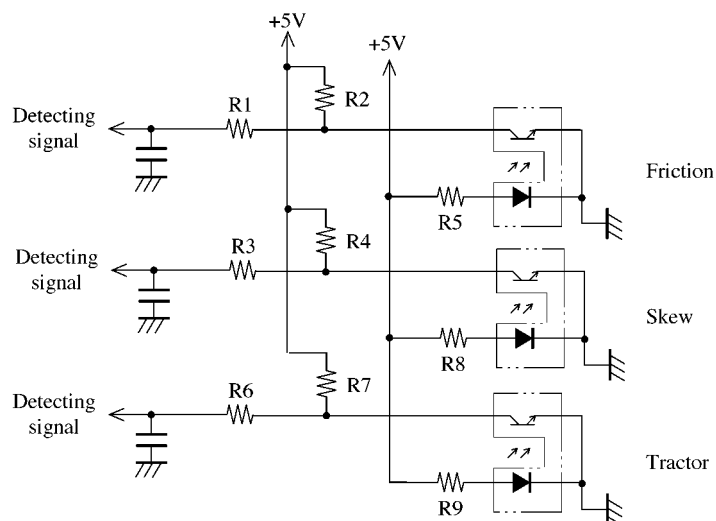 +5V
+5V
R2
Detecting
signal
R1
Friction
R5
R4
Detecting
signal
R3
Skew
R8
R7
Detecting
signal
R6
Tractor
R9